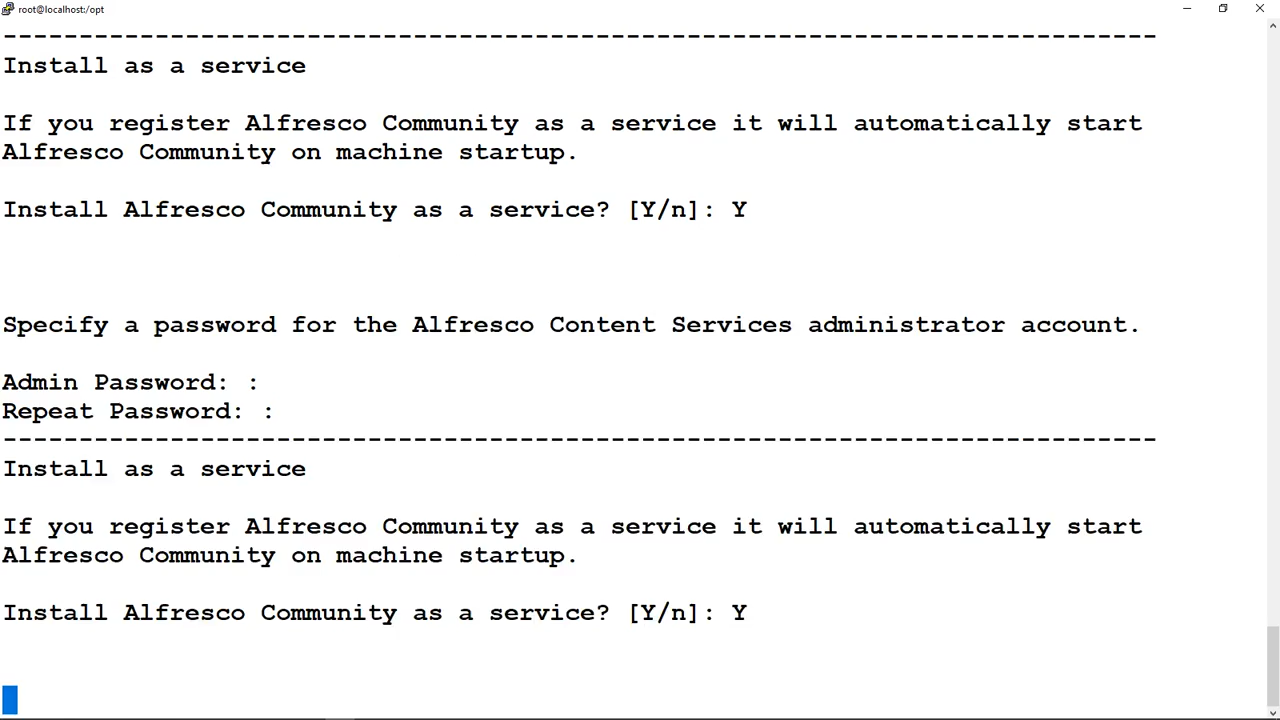 root@localhost:/opt
----------------------------------------------------------------------------
Install as a service
If you register Alfresco Community as a service it will automatically start
Alfresco Community on machine startup.
Install Alfresco Community as a service? [Y/n]: Y
Specify a password for the Alfresco Content Services administrator account.
Admin Password: :
Repeat Password: :
----------------------------------------------------------------------------
Install as a service
If you register Alfresco Community as a service it will automatically start
Alfresco Community on machine startup.
Install Alfresco Community as a service? [Y/n]: Y